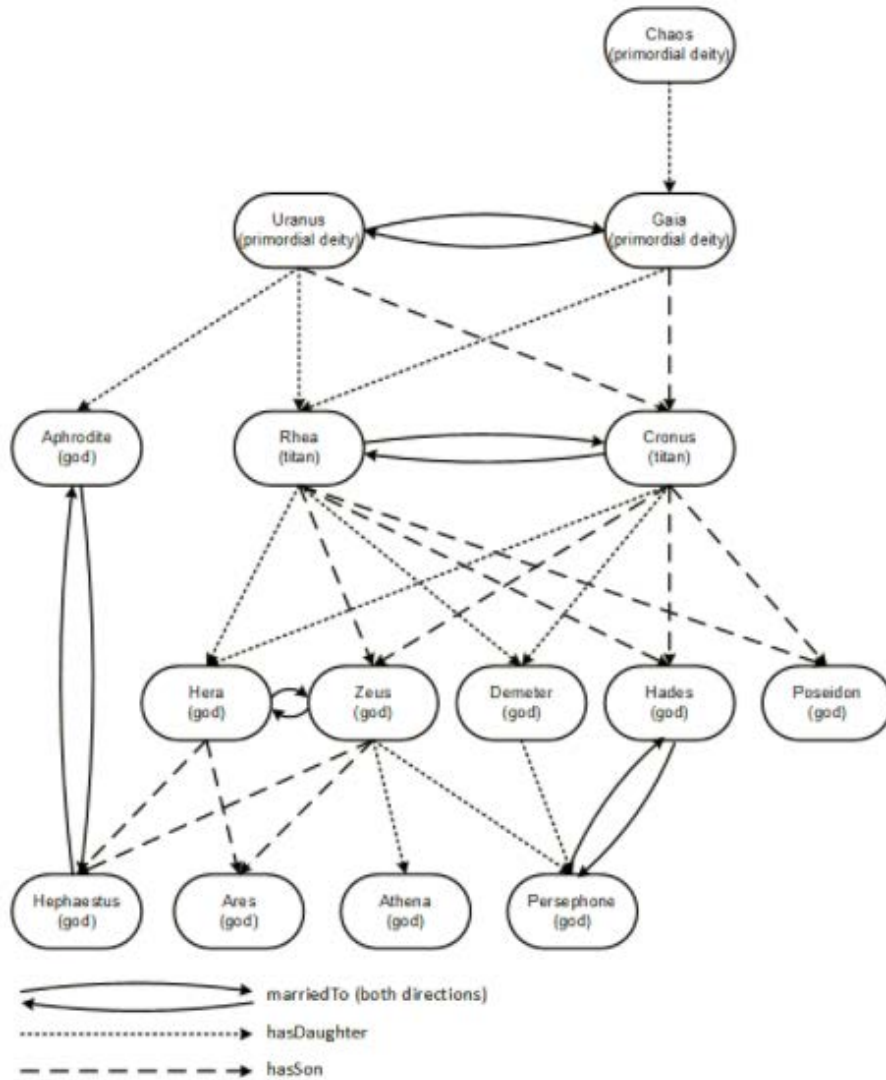 Chaos
(primordial deity)
Uranus
(primordial deity)
Gaia
(primordial deity)
Aphrodite
(god)
Rhea
(titan)
Cronus
(titan)
Hera
(god)
Zeus
(god)
Demeter
(god)
Hades
(god)
Poseidon
(god)
Hephaestus
(god)
Ares
(god)
Athena
(god)
Persephone
(god)
marriedTo (both directions)
hasDaughter
hasSon